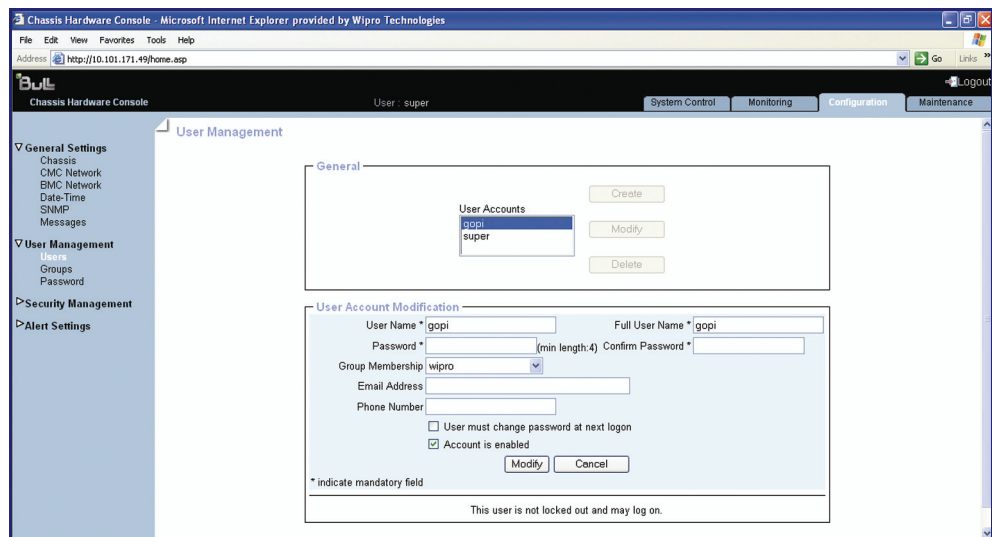 Chassis Hardware Console - Microsoft Internet Explorer provided by Wipro Technologies
File Edit View Favorites Tools Help
Address http://10.101.171.49/home.asp Go Links »
Bull Logout
Chassis Hardware Console User : super System Control Monitoring Configuration Maintenance
User Management
General Settings
Chassis
CMC Network
BMC Network
Date-Time
SNMP
Messages
User Management
Users
Groups
Password
Security Management
Alert Settings
General
User Accounts
gopi
super
Create
Modify
Delete
User Account Modification
User Name * gopi Full User Name * gopi
Password * (min length:4) Confirm Password *
Group Membership wipro
Email Address
Phone Number
User must change password at next logon
Account is enabled
Modify Cancel
* indicate mandatory field
This user is not locked out and may log on.